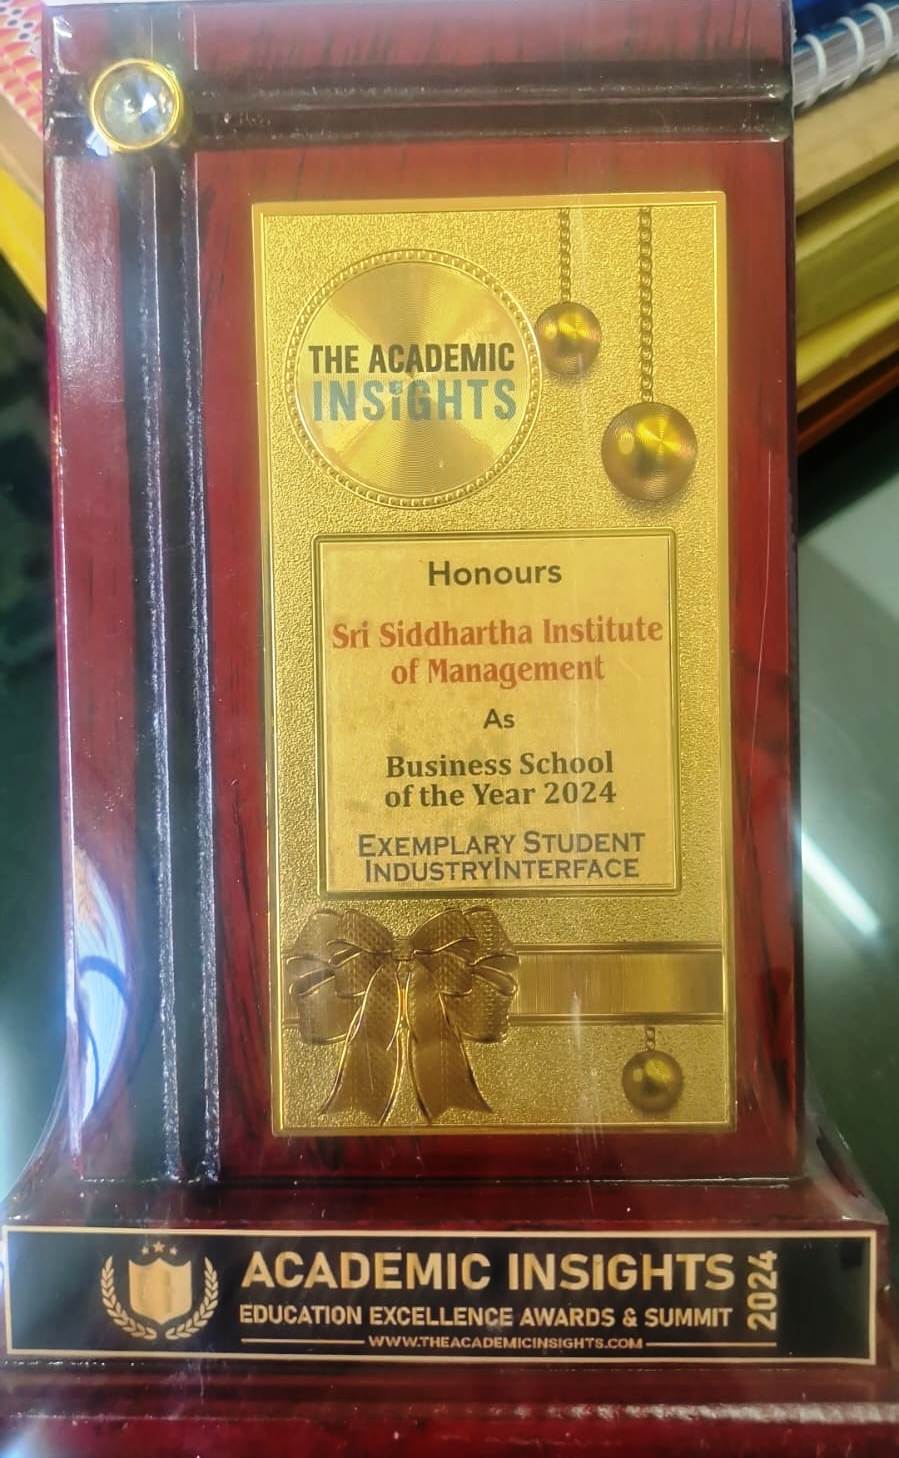 THE ACADEMIC
INSiGHTS
Honours
Sri Siddhartha Institute
of Management
As
Business School
of the Year 2024
EXEMPLARY STUDENT
INDUSTRYINTERFACE
ACADEMIC INSIGHTS
EDUCATION EXCELLENCE AWARDS & SUMMIT
2024
WWW.THEACADEMICINSIGHTS.COM